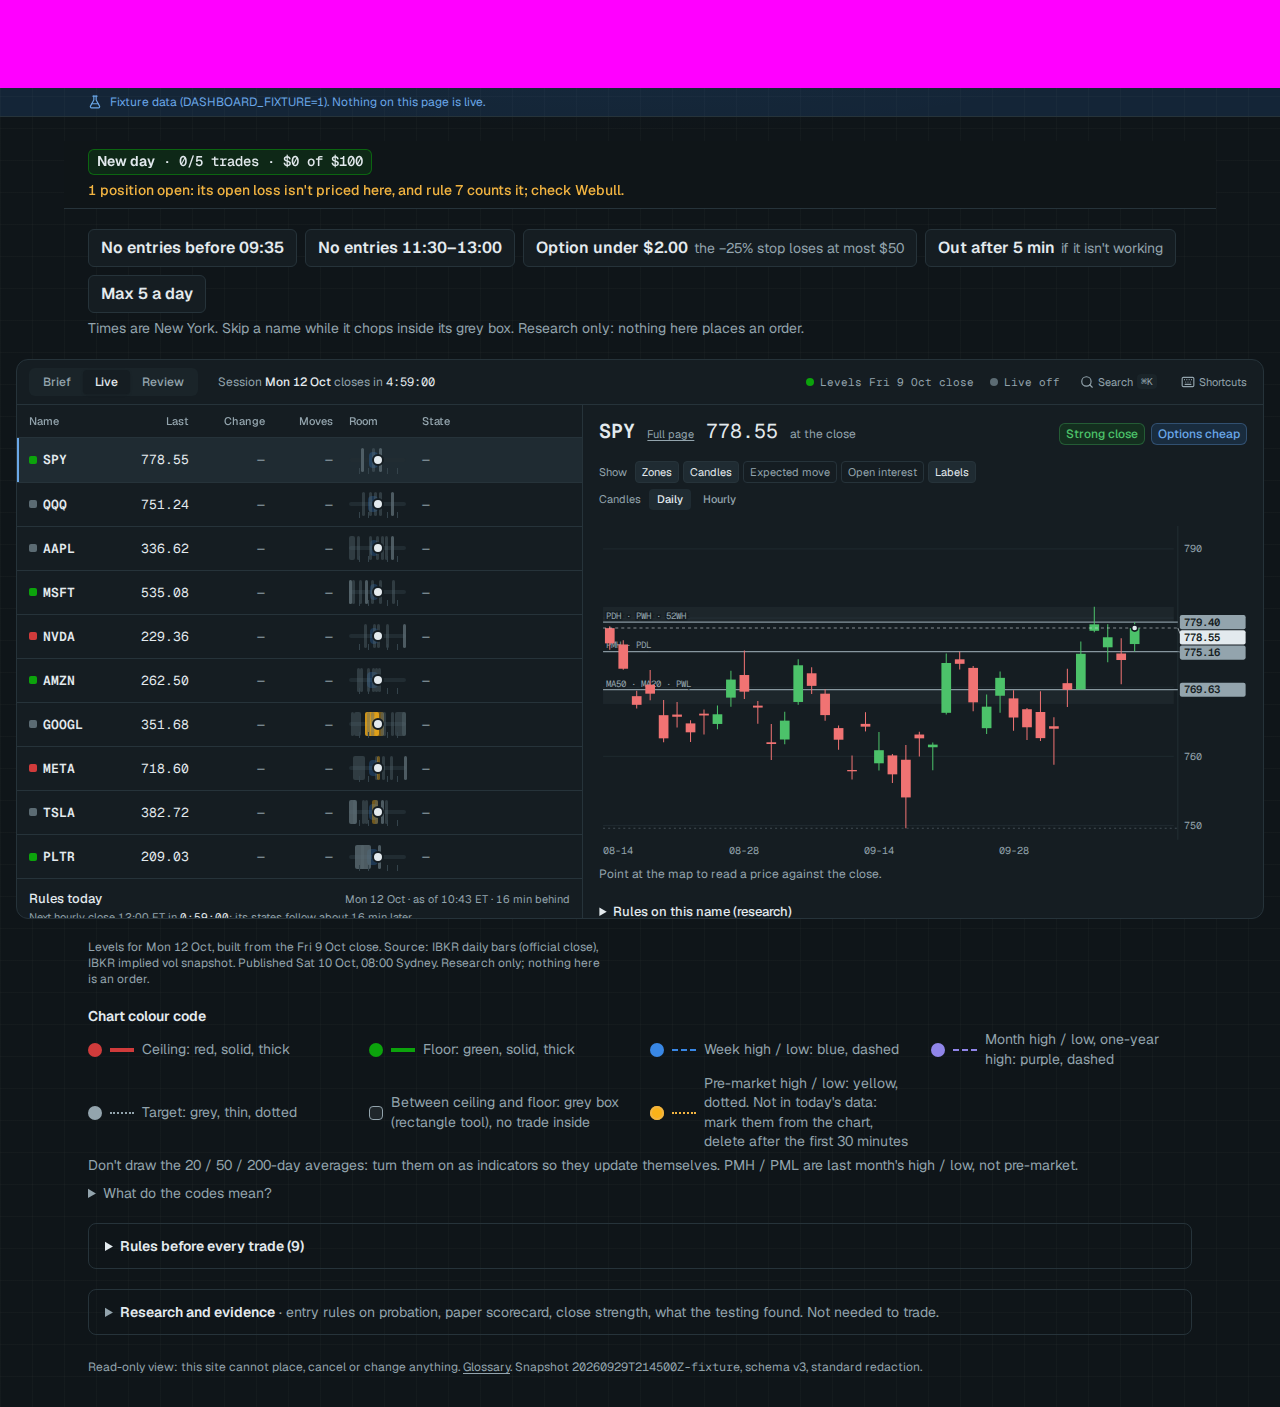 Fixture data (DASHBOARD_FIXTURE=1). Nothing on this page is live.
New day · 0/5 trades · $0 of $100
1 position open: its open loss isn't priced here, and rule 7 counts it; check Webull.
No entries before 09:35
No entries 11:30–13:00
Option under $2.00 the −25% stop loses at most $50
Out after 5 min if it isn't working
Max 5 a day
Times are New York. Skip a name while it chops inside its grey box. Research only: nothing here places an order.
Brief Live Review Session Mon 12 Oct closes in 4:59:00
Levels Fri 9 Oct close Live off Search ⌘K Shortcuts
Name Last Change Moves Room State
SPY 778.55 – – –
QQQ 751.24 – – –
AAPL 336.62 – – –
MSFT 535.08 – – –
NVDA 229.36 – – –
AMZN 262.50 – – –
GOOGL 351.68 – – –
META 718.60 – – –
TSLA 382.72 – – –
PLTR 209.03 – – –
Rules today Mon 12 Oct · as of 10:43 ET · 16 min behind
Next hourly close 12:00 ET in 0:59:00; its states follow about 16 min later
SPY Full page 778.55 at the close Strong close Options cheap
Show Zones Candles Expected move Open interest Labels
Candles Daily Hourly
790
PDH · PWH · 52WH
779.40
778.55
PDL
775.16
MA50 · MA20 · PWL
769.63
760
750
08-14 08-28 09-14 09-28
Point at the map to read a price against the close.
Rules on this name (research)
Levels for Mon 12 Oct, built from the Fri 9 Oct close. Source: IBKR daily bars (official close),
IBKR implied vol snapshot. Published Sat 10 Oct, 08:00 Sydney. Research only; nothing here
is an order.
Chart colour code
Ceiling: red, solid, thick
Floor: green, solid, thick
Week high / low: blue, dashed
Month high / low, one-year
high: purple, dashed
Target: grey, thin, dotted
Between ceiling and floor: grey box
(rectangle tool), no trade inside
Pre-market high / low: yellow,
dotted. Not in today's data:
mark them from the chart,
delete after the first 30 minutes
Don't draw the 20 / 50 / 200-day averages: turn them on as indicators so they update themselves. PMH / PML are last month's high / low, not pre-market.
What do the codes mean?
Rules before every trade (9)
Research and evidence · entry rules on probation, paper scorecard, close strength, what the testing found. Not needed to trade.
Read-only view: this site cannot place, cancel or change anything. Glossary. Snapshot 20260929T214500Z-fixture, schema v3, standard redaction.